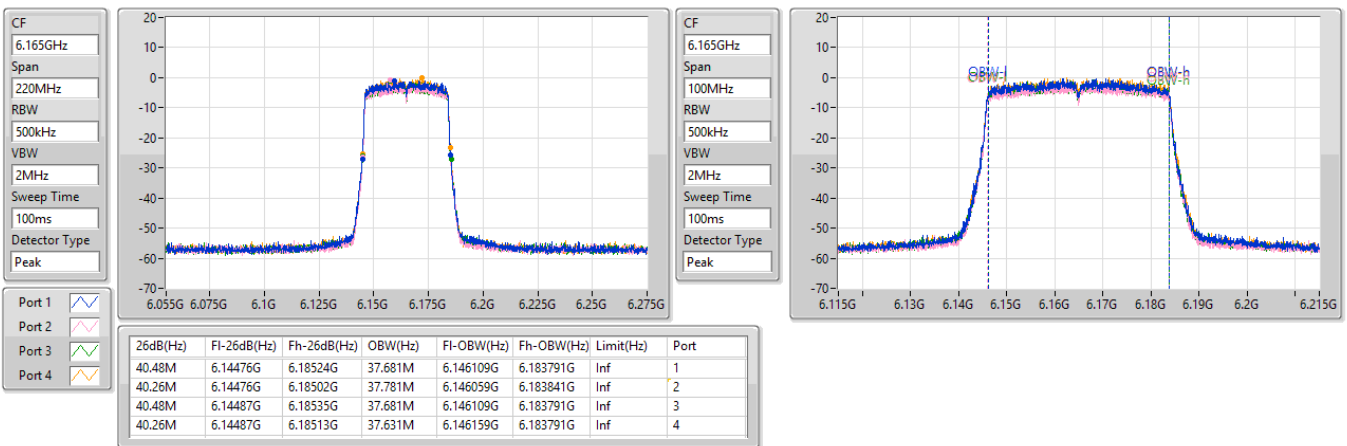 CF
6.165GHz
Span
220MHz
RBW
500kHz
VBW
2MHz
Sweep Time
100ms
Detector Type
Peak
20
10
0
-10
-20
-30
-40
-50
-60
-70
6.055G 6.075G 6.1G 6.125G 6.15G 6.175G 6.2G 6.225G 6.25G 6.275G
CF
6.165GHz
Span
100MHz
RBW
500kHz
VBW
2MHz
Sweep Time
100ms
Detector Type
Peak
20
10
0
-10
-20
-30
-40
-50
-60
-70
OBW-l OBW-h
6.115G 6.13G 6.14G 6.15G 6.16G 6.17G 6.18G 6.19G 6.2G 6.215G
Port 1
Port 2
Port 3
Port 4
26dB(Hz) Fl-26dB(Hz) Fh-26dB(Hz) OBW(Hz) Fl-OBW(Hz) Fh-OBW(Hz) Limit(Hz) Port
40.48M 6.14476G 6.18524G 37.681M 6.146109G 6.183791G Inf 1
40.26M 6.14476G 6.18502G 37.781M 6.146059G 6.183841G Inf 2
40.48M 6.14487G 6.18535G 37.681M 6.146109G 6.183791G Inf 3
40.26M 6.14487G 6.18513G 37.631M 6.146159G 6.183791G Inf 4